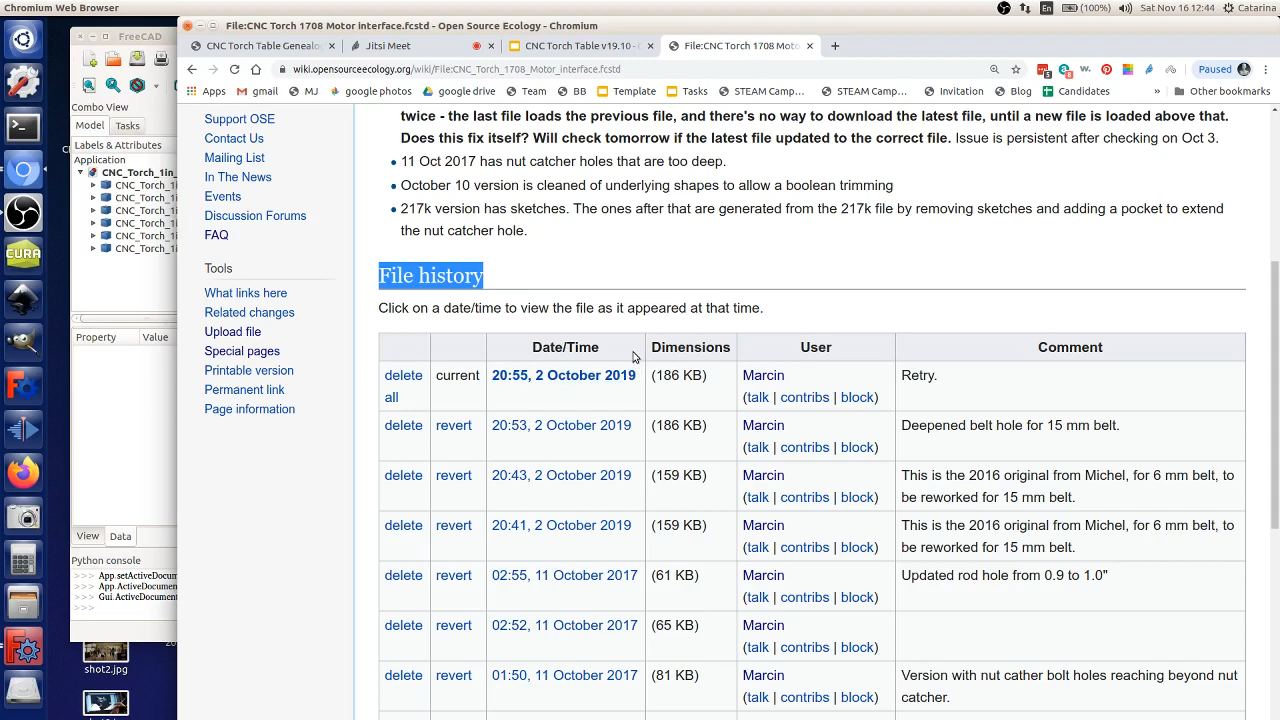 Chromium Web Browser
En
(100%)
Sat Nov 16 12:44
Catarina
File:CNC Torch 1708 Motor interface.fcstd - Open Source Ecology - Chromium
FreeCAD
CNC Torch Table Genealo
Jitsi Meet
CNC Torch Table v19.10 -
File:CNC Torch 1708 Moto
wiki.opensourceecology.org/wiki/File:CNC_Torch_1708_Motor_interface.fcstd
Paused
Apps
gmail
MJ
google photos
google drive
Team
BB
Template
Tasks
STEAM Camp...
STEAM Camp...
Invitation
Blog
Candidates
Other bookmarks
Combo View
Model
Tasks
Labels & Attributes
Application
CNC_Torch_1in
CNC_Torch_1i
CNC_Torch_1i
CNC_Torch_1i
CNC_Torch_1i
CNC_Torch_1i
CNC_Torch_1i
Property
Value
View
Data
Python console
>>> App.setActiveDocum
>>> App.ActiveDocumen
>>> Gui.ActiveDocument
>>>
CURA
shot2.jpg
Support OSE
Contact Us
Mailing List
In The News
Events
Discussion Forums
FAQ
Tools
What links here
Related changes
Upload file
Special pages
Printable version
Permanent link
Page information
twice - the last file loads the previous file, and there's no way to download the latest file, until a new file is loaded above that.
Does this fix itself? Will check tomorrow if the latest file updated to the correct file. Issue is persistent after checking on Oct 3.
11 Oct 2017 has nut catcher holes that are too deep.
October 10 version is cleared of underlying shapes to allow a boolean trimming
217k version has sketches. The ones after that are generated from the 217k file by removing sketches and adding a pocket to extend
the nut catcher hole.
File history
Click on a date/time to view the file as it appeared at that time.
Date/Time Dimensions User Comment
delete current 20:55, 2 October 2019 (186 KB) Marcin Retry.
all (talk | contribs | block)
delete revert 20:53, 2 October 2019 (186 KB) Marcin Deepened belt hole for 15 mm belt.
(talk | contribs | block)
delete revert 20:43, 2 October 2019 (159 KB) Marcin This is the 2016 original from Michel, for 6 mm belt, to
(talk | contribs | block) be reworked for 15 mm belt.
delete revert 20:41, 2 October 2019 (159 KB) Marcin This is the 2016 original from Michel, for 6 mm belt, to
(talk | contribs | block) be reworked for 15 mm belt.
delete revert 02:55, 11 October 2017 (61 KB) Marcin Updated rod hole from 0.9 to 1.0"
(talk | contribs | block)
delete revert 02:52, 11 October 2017 (65 KB) Marcin
(talk | contribs | block)
delete revert 01:50, 11 October 2017 (81 KB) Marcin Version with nut cather bolt holes reaching beyond nut
(talk | contribs | block) catcher.